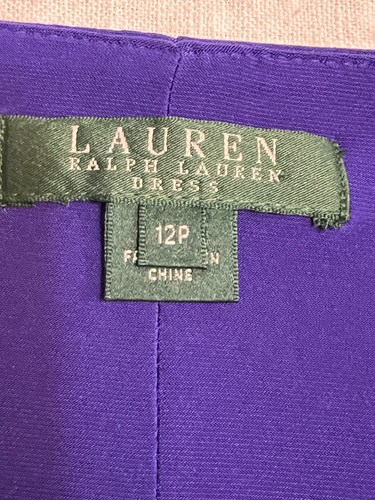 LAUREN
RALPH LAUREN
DRESS
12P
CHINE